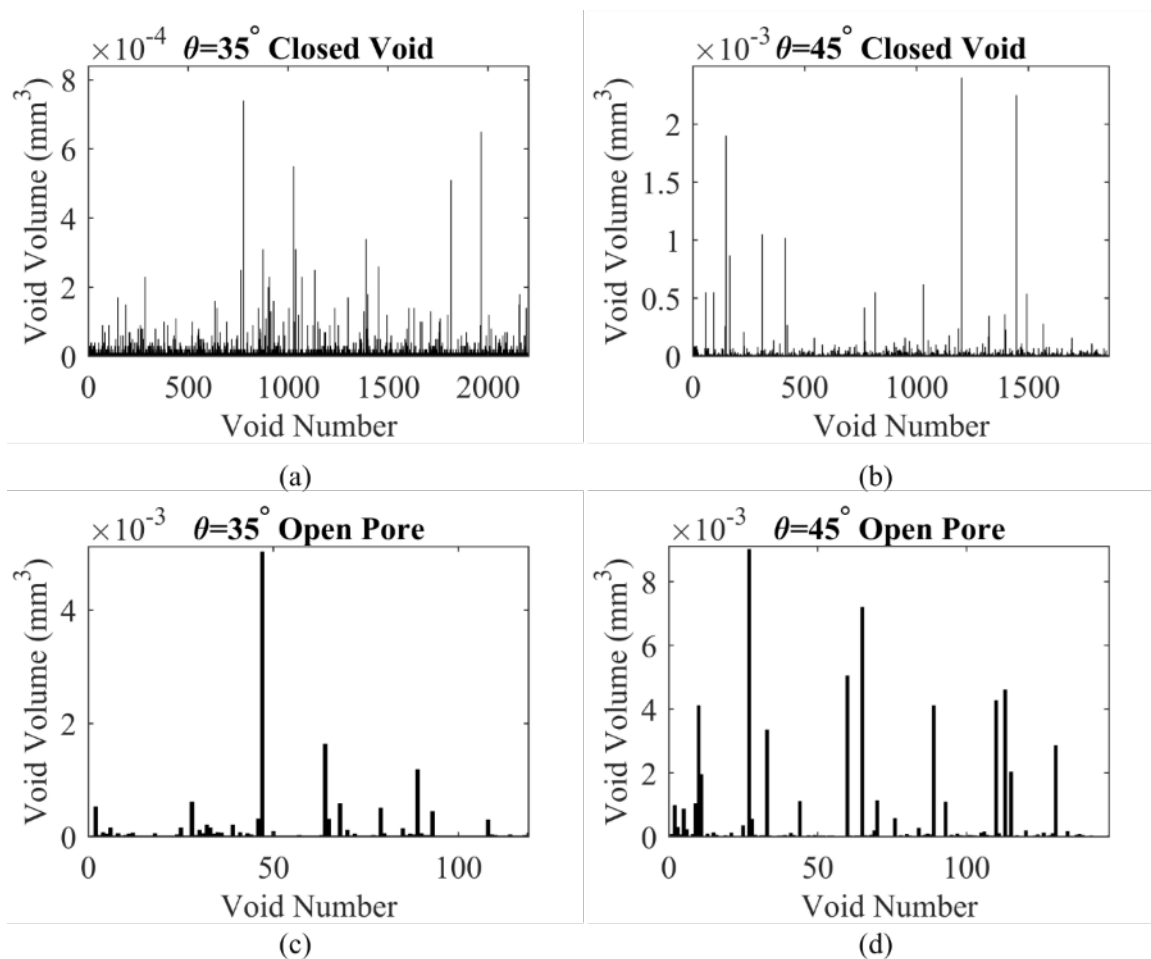 ×10⁻⁴ θ=35° Closed Void
Void Volume (mm³)
8
6
4
2
0
0 500 1000 1500 2000
Void Number
(a)
×10⁻³ θ=45° Closed Void
Void Volume (mm³)
2
1.5
1
0.5
0
0 500 1000 1500
Void Number
(b)
×10⁻³ θ=35° Open Pore
Void Volume (mm³)
4
2
0
0 50 100
Void Number
(c)
×10⁻³ θ=45° Open Pore
Void Volume (mm³)
8
6
4
2
0
0 50 100
Void Number
(d)